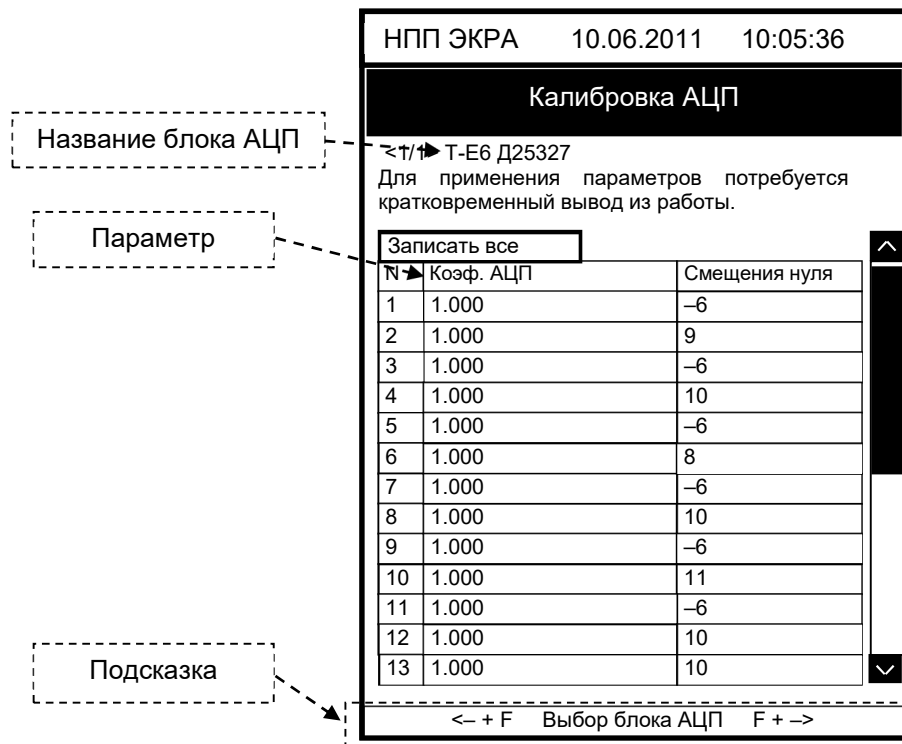 НПП ЭКРА 10.06.2011 10:05:36
Калибровка АЦП
Название блока АЦП
<1/1> Т-Е6 Д25327
Для применения параметров потребуется
кратковременный вывод из работы.
Параметр
Записать все
N Коэф. АЦП Смещения нуля
1 1.000 –6
2 1.000 9
3 1.000 –6
4 1.000 10
5 1.000 –6
6 1.000 8
7 1.000 –6
8 1.000 10
9 1.000 –6
10 1.000 11
11 1.000 –6
12 1.000 10
13 1.000 10
Подсказка
<– + F Выбор блока АЦП F + –>